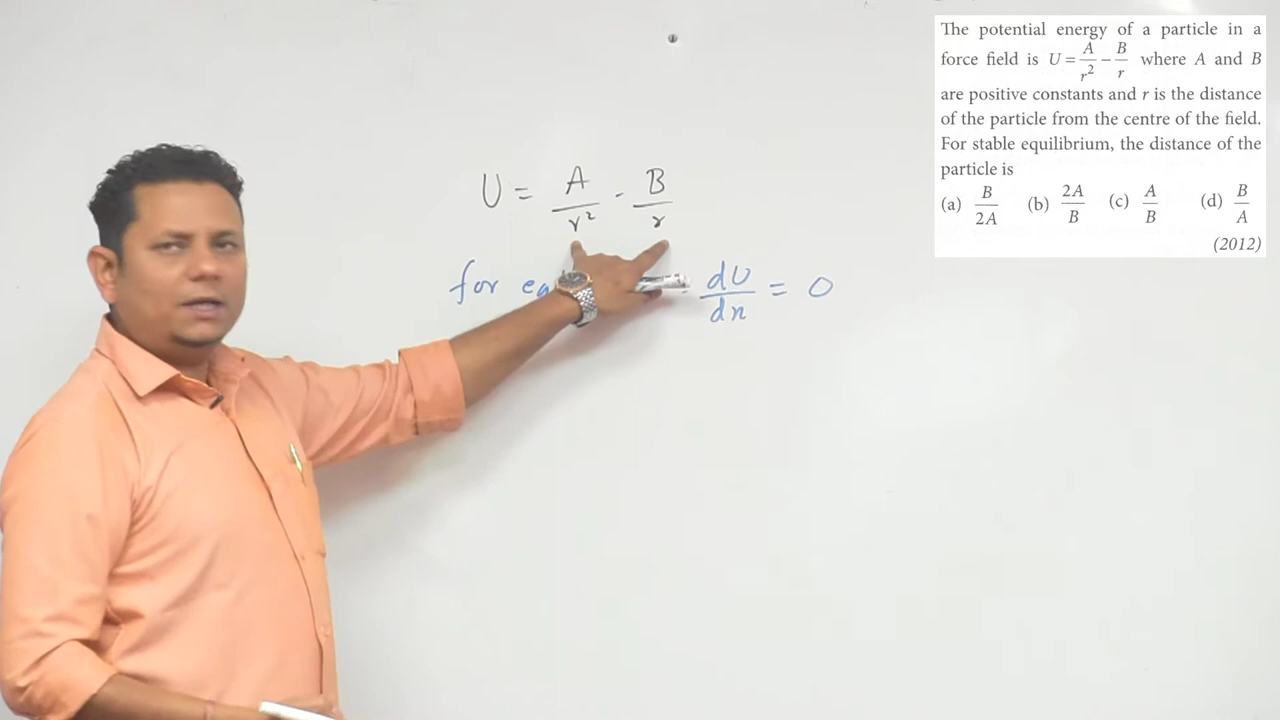 U = A/r² - B/r
for eq = dU/dx = 0
The potential energy of a particle in a
force field is U = A/r² − B/r where A and B
are positive constants and r is the distance
of the particle from the centre of the field.
For stable equilibrium, the distance of the
particle is
(a) B/2A (b) 2A/B (c) A/B (d) B/A
(2012)